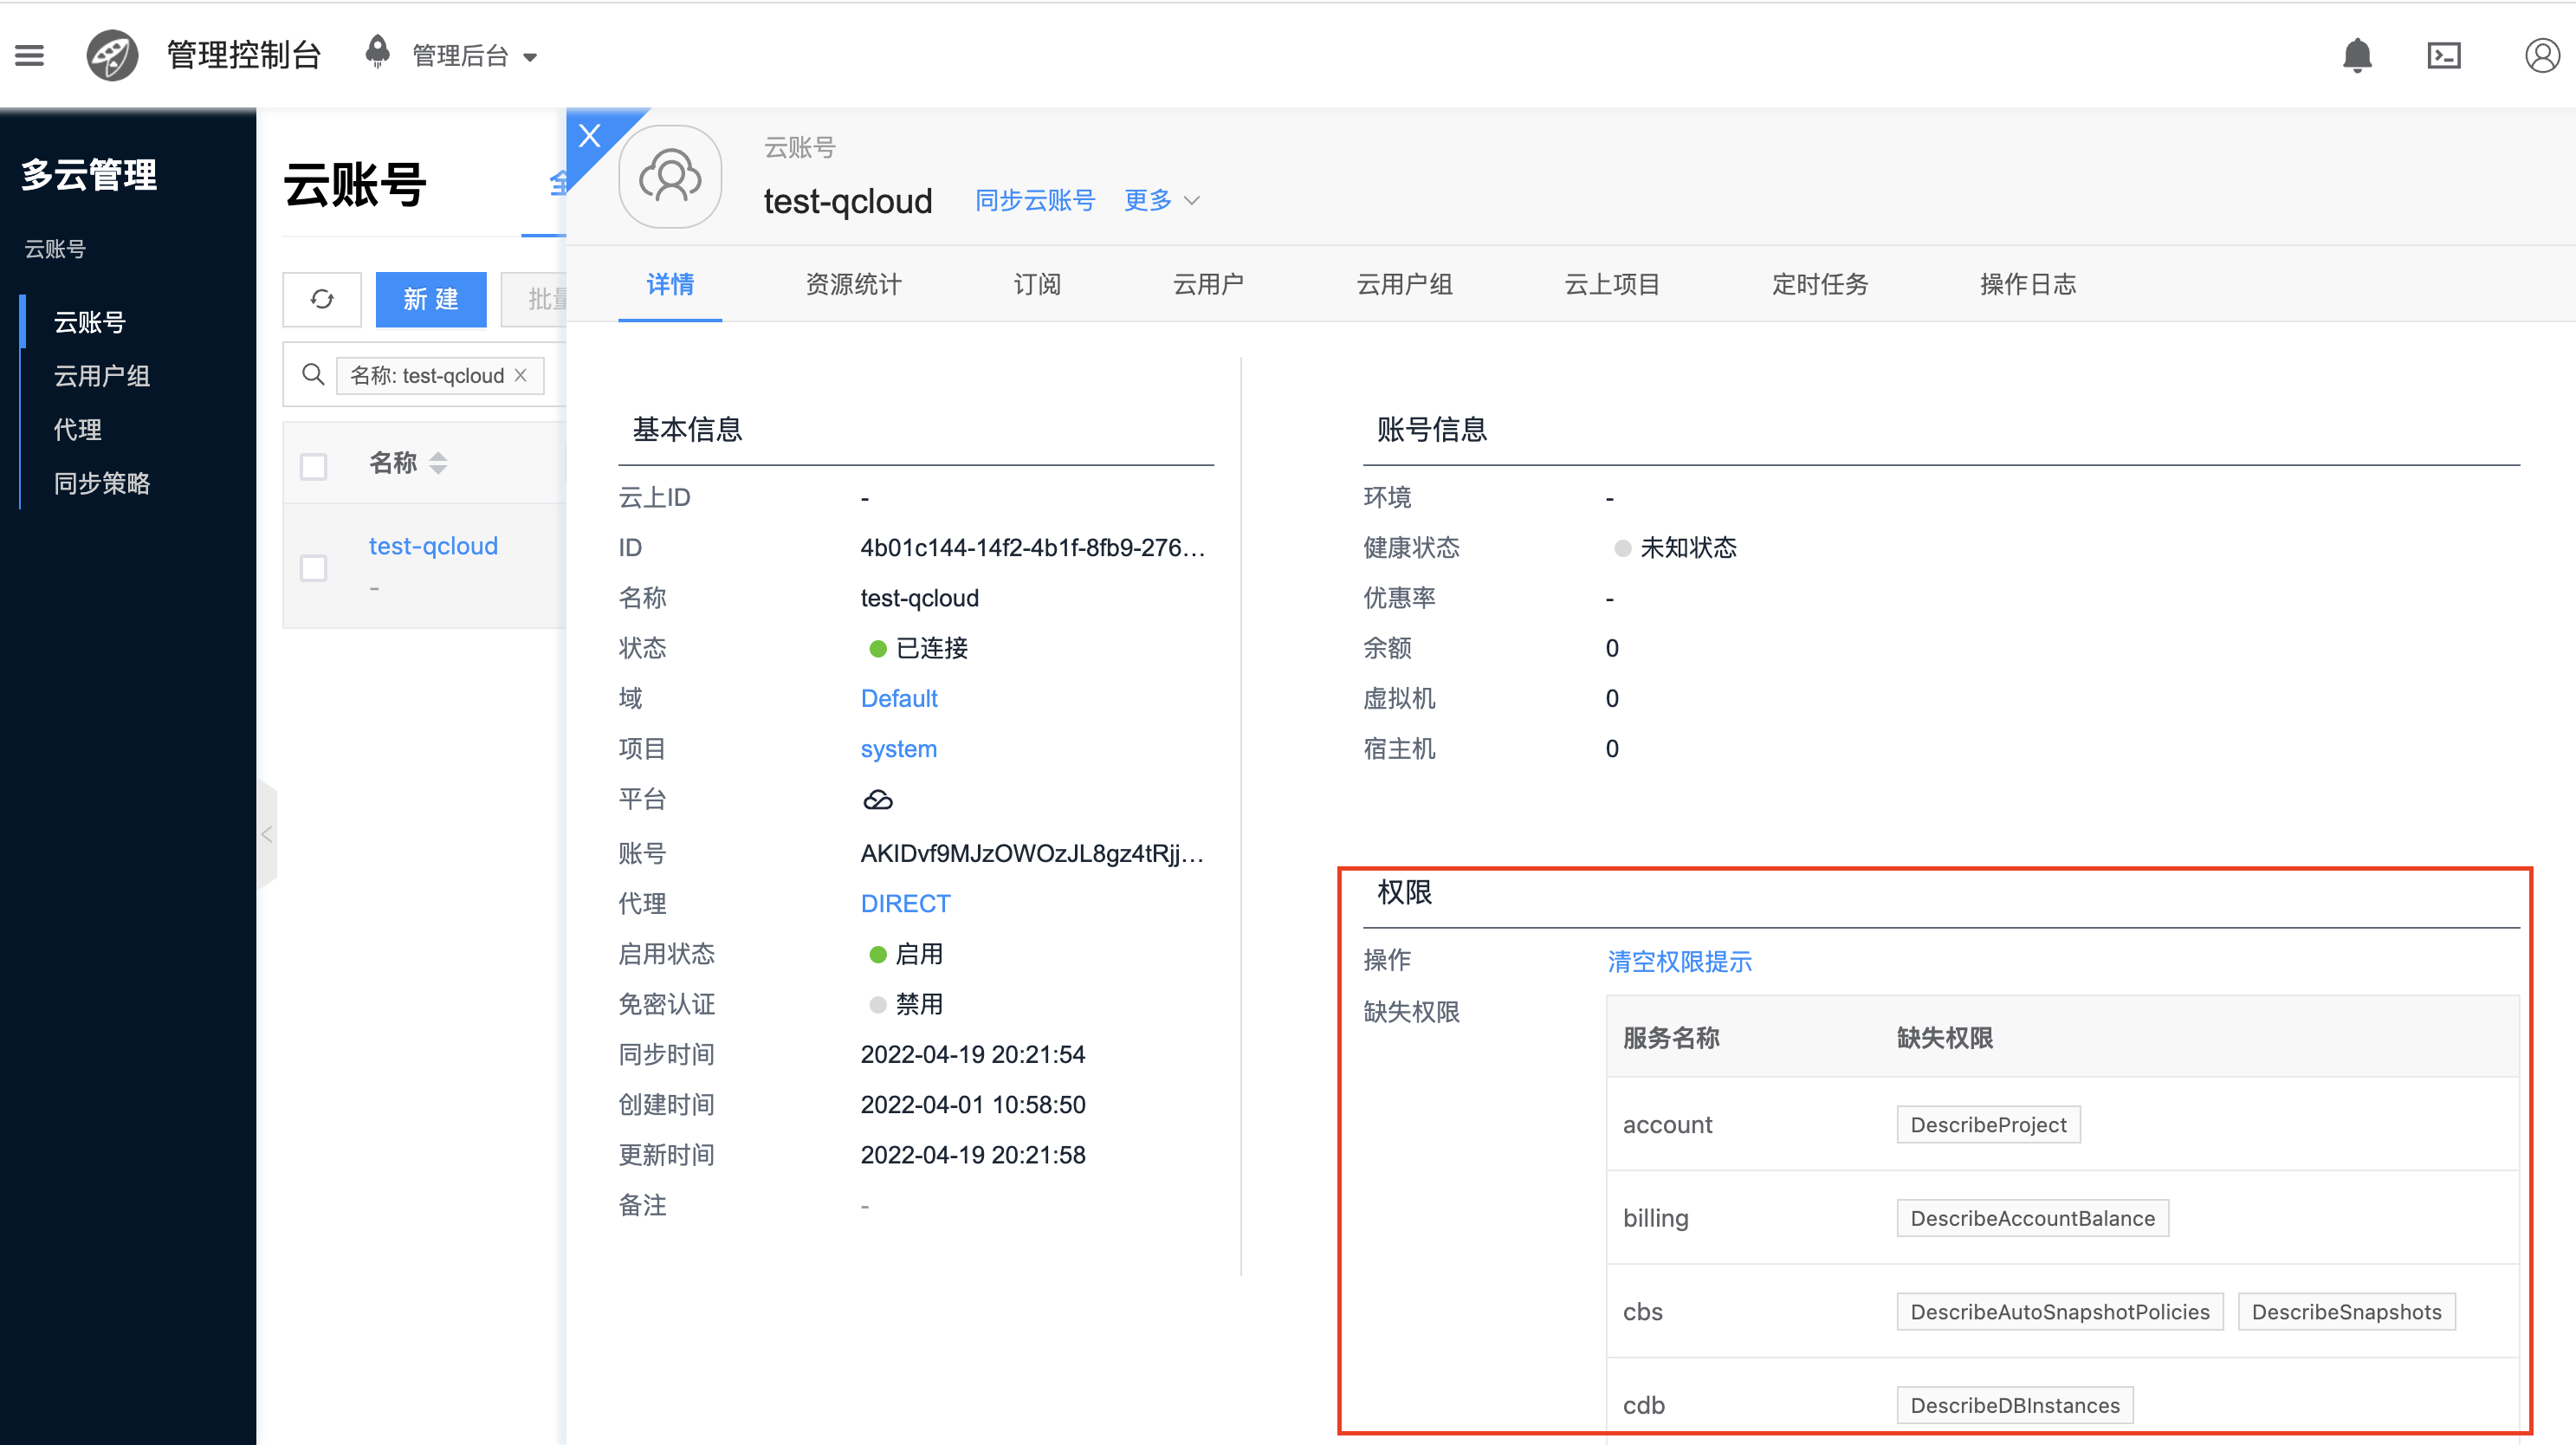 管理控制台 管理后台
多云管理
云账号
云账号
云用户组
代理
同步策略
云账号
新 建
名称: test-qcloud
名称
test-qcloud
-
云账号
test-qcloud 同步云账号 更多
详情 资源统计 订阅 云用户 云用户组 云上项目 定时任务 操作日志
基本信息
云上ID -
ID 4b01c144-14f2-4b1f-8fb9-276...
名称 test-qcloud
状态 已连接
域 Default
项目 system
平台
账号 AKIDvf9MJzOWOzJL8gz4tRjj...
代理 DIRECT
启用状态 启用
免密认证 禁用
同步时间 2022-04-19 20:21:54
创建时间 2022-04-01 10:58:50
更新时间 2022-04-19 20:21:58
备注 -
账号信息
环境 -
健康状态 未知状态
优惠率 -
余额 0
虚拟机 0
宿主机 0
权限
操作 清空权限提示
缺失权限
服务名称 缺失权限
account DescribeProject
billing DescribeAccountBalance
cbs DescribeAutoSnapshotPolicies DescribeSnapshots
cdb DescribeDBInstances